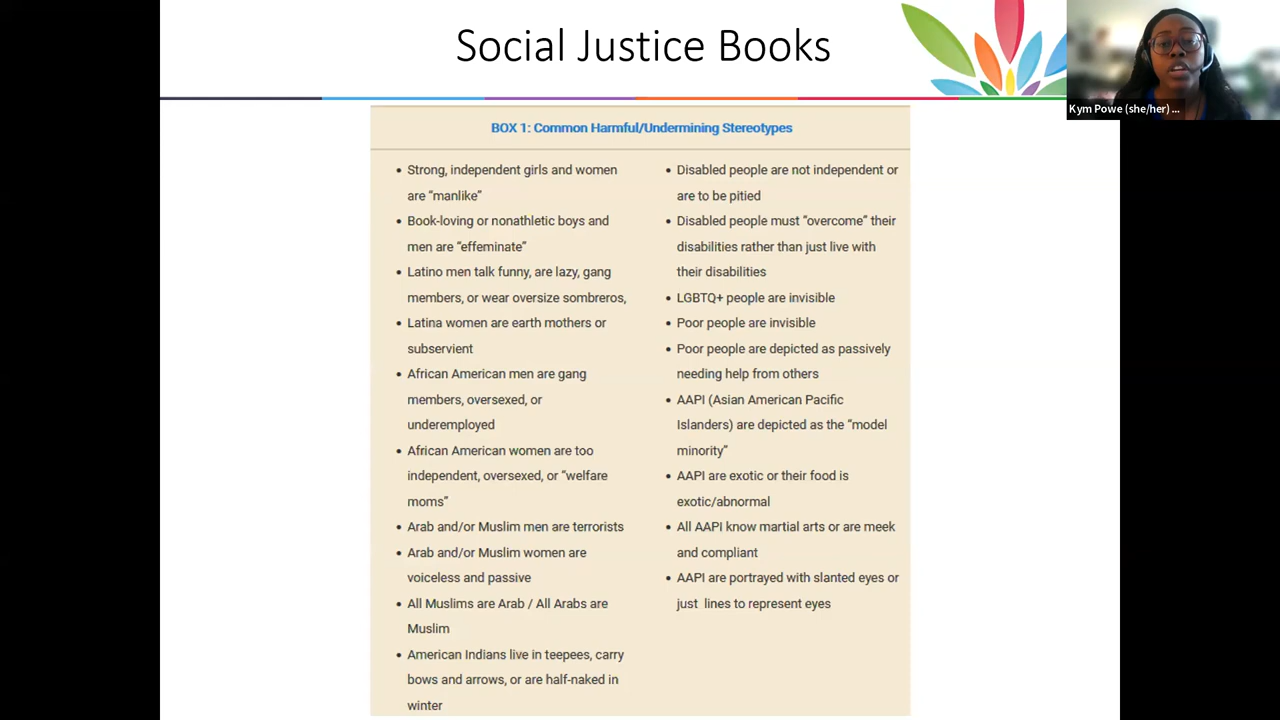 Social Justice Books
Kym Powe (she/her) ...
BOX 1: Common Harmful/Undermining Stereotypes
• Strong, independent girls and women
are “manlike”
• Book-loving or nonathletic boys and
men are “effeminate”
• Latino men talk funny, are lazy, gang
members, or wear oversize sombreros,
• Latina women are earth mothers or
subservient
• African American men are gang
members, oversexed, or
underemployed
• African American women are too
independent, oversexed, or “welfare
moms”
• Arab and/or Muslim men are terrorists
• Arab and/or Muslim women are
voiceless and passive
• All Muslims are Arab / All Arabs are
Muslim
• American Indians live in teepees, carry
bows and arrows, or are half-naked in
winter
• Disabled people are not independent or
are to be pitied
• Disabled people must “overcome” their
disabilities rather than just live with
their disabilities
• LGBTQ+ people are invisible
• Poor people are invisible
• Poor people are depicted as passively
needing help from others
• AAPI (Asian American Pacific
Islanders) are depicted as the “model
minority”
• AAPI are exotic or their food is
exotic/abnormal
• All AAPI know martial arts or are meek
and compliant
• AAPI are portrayed with slanted eyes or
just lines to represent eyes